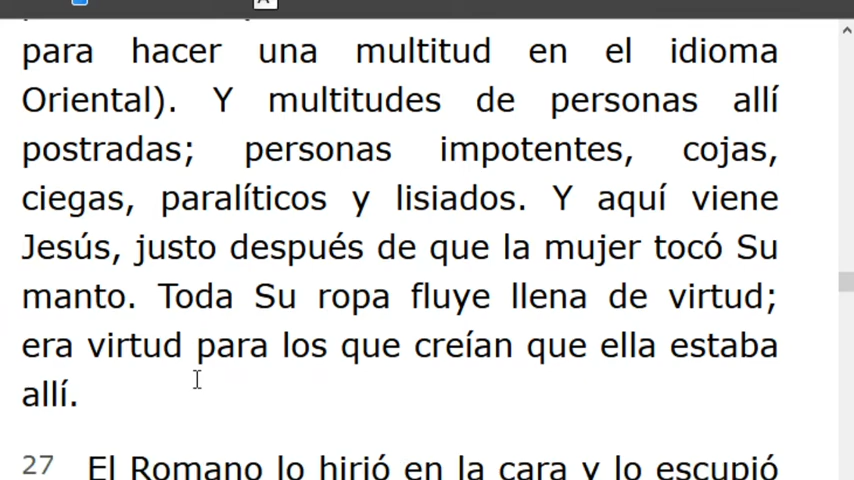 para hacer una multitud en el idioma
Oriental). Y multitudes de personas allí
postradas; personas impotentes, cojas,
ciegas, paralíticos y lisiados. Y aquí viene
Jesús, justo después de que la mujer tocó Su
manto. Toda Su ropa fluye llena de virtud;
era virtud para los que creían que ella estaba
allí.
27 El Romano lo hirió en la cara y lo escupió